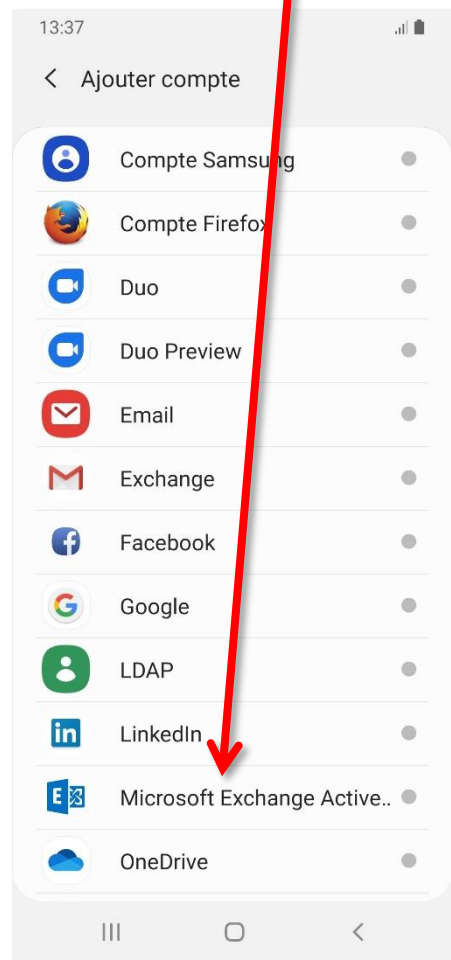 13:37
Ajouter compte
Compte Samsung
Compte Firefox
Duo
Duo Preview
Email
Exchange
Facebook
Google
LDAP
LinkedIn
Microsoft Exchange Active..
OneDrive